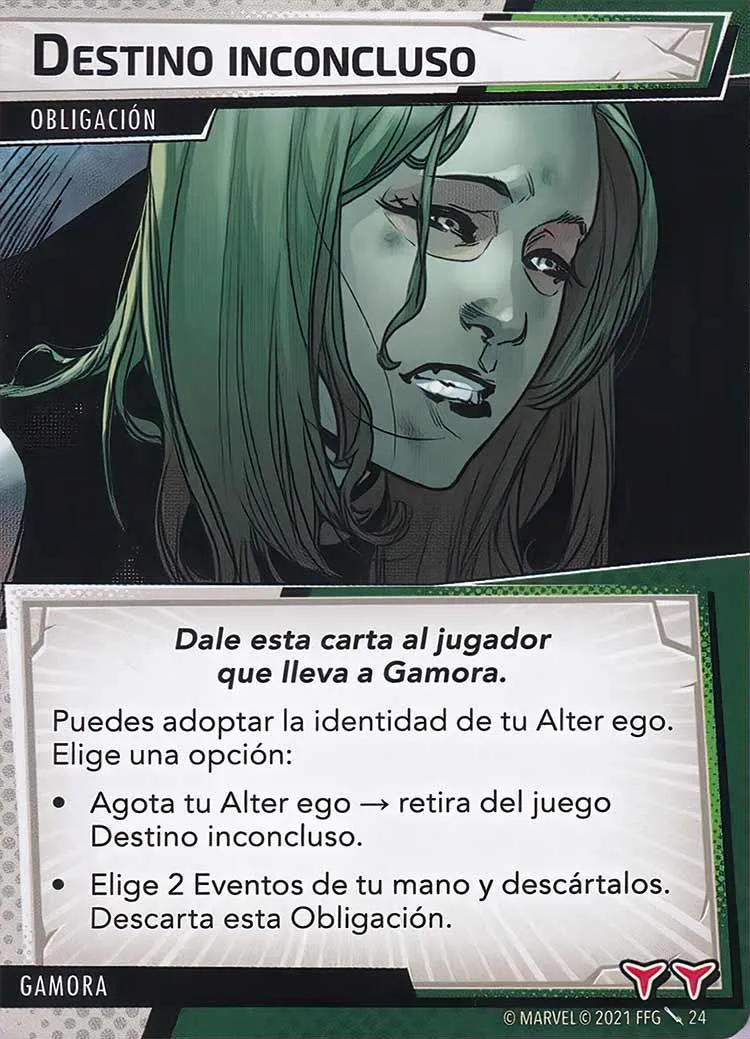 DESTINO INCONCLUSO
OBLIGACIÓN
Dale esta carta al jugador
que lleva a Gamora.
Puedes adoptar la identidad de tu Alter ego.
Elige una opción:
• Agota tu Alter ego → retira del juego
Destino inconcluso.
• Elige 2 Eventos de tu mano y descártalos.
Descarta esta Obligación.
GAMORA
© MARVEL © 2021 FFG 24